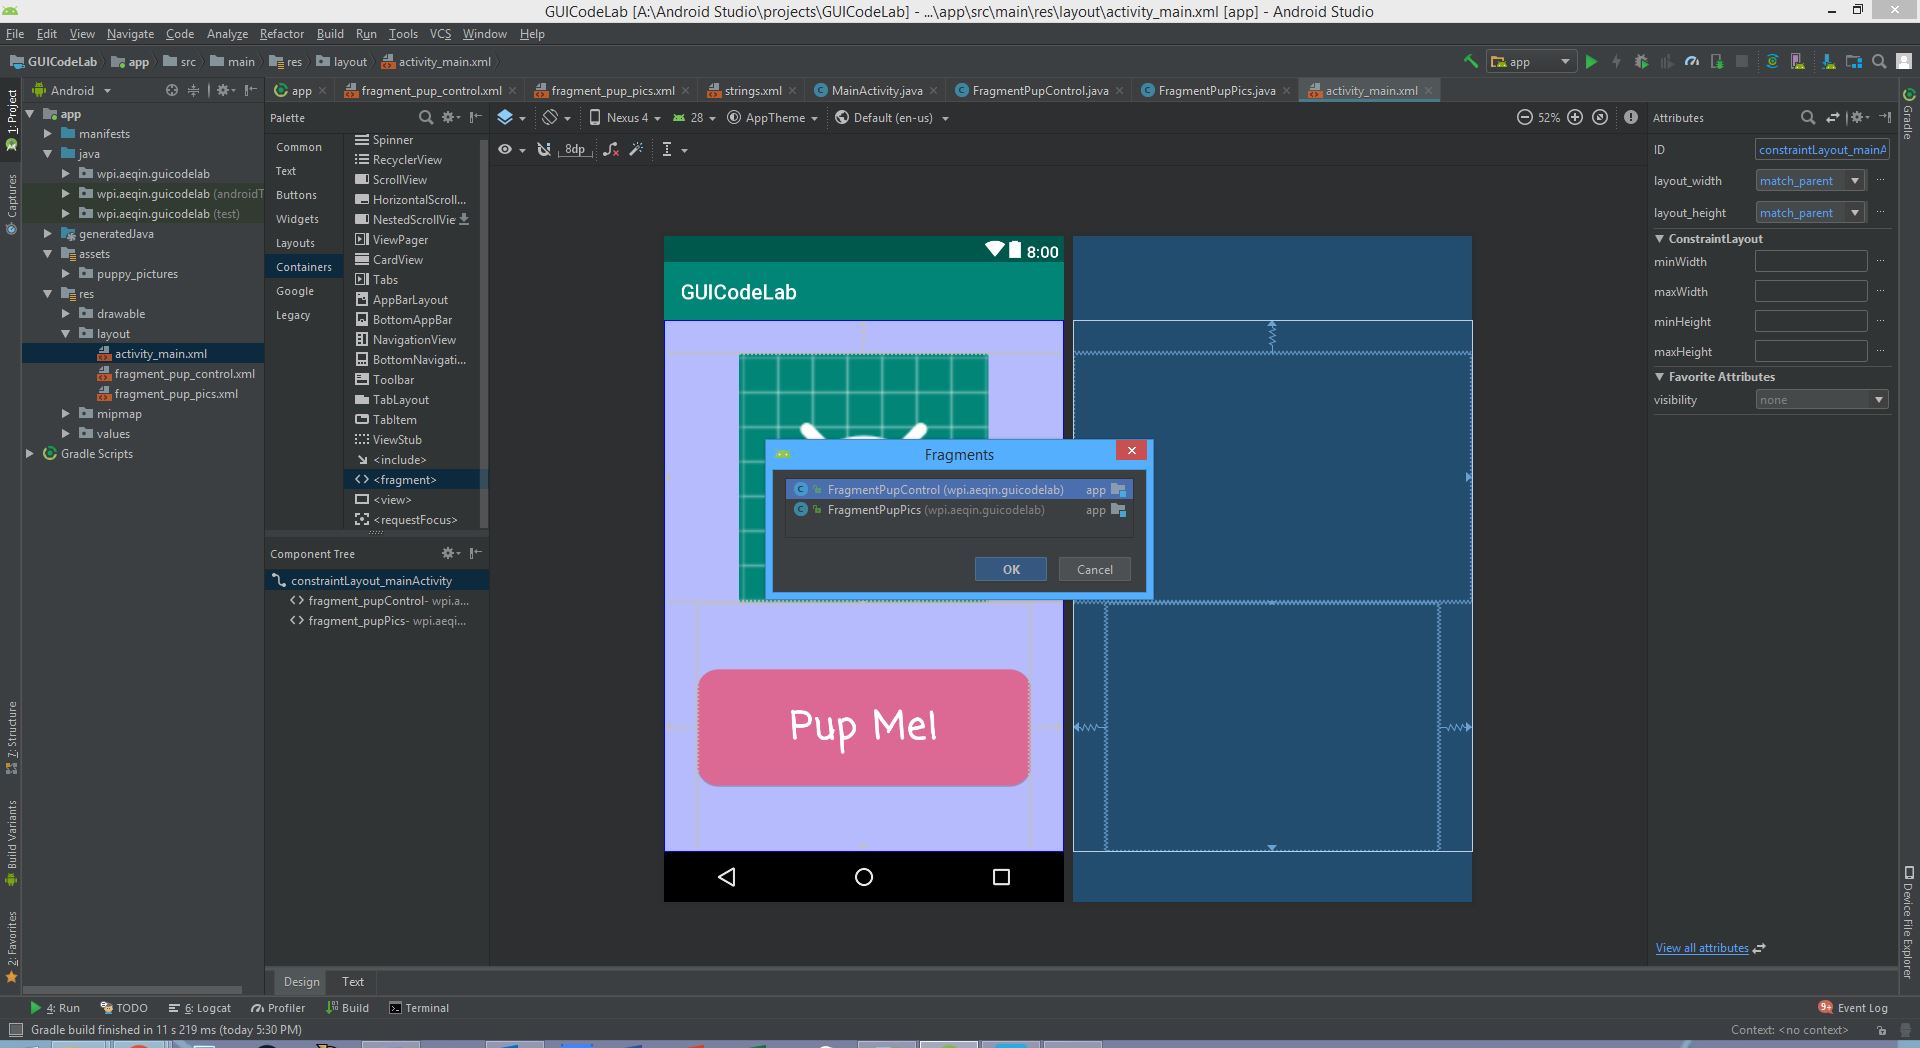 GUICodeLab [A:\Android Studio\projects\GUICodeLab] - ...\app\src\main\res\layout\activity_main.xml [app] - Android Studio
File Edit View Navigate Code Analyze Refactor Build Run Tools VCS Window Help
GUICodeLab app src main res layout activity_main.xml app
Android
app fragment_pup_control.xml fragment_pup_pics.xml strings.xml MainActivity.java FragmentPupControl.java FragmentPupPics.java activity_main.xml
1: Project
Captures
7: Structure
Build Variants
2: Favorites
app
manifests
java
wpi.aeqin.guicodelab
wpi.aeqin.guicodelab (androidT
wpi.aeqin.guicodelab (test)
generatedJava
assets
puppy_pictures
res
drawable
layout
activity_main.xml
fragment_pup_control.xml
fragment_pup_pics.xml
mipmap
values
Gradle Scripts
Palette
Common
Text
Buttons
Widgets
Layouts
Containers
Google
Legacy
Spinner
RecyclerView
ScrollView
HorizontalScroll...
NestedScrollVie
ViewPager
CardView
Tabs
AppBarLayout
BottomAppBar
NavigationView
BottomNavigati...
Toolbar
TabLayout
TabItem
ViewStub
<include>
<fragment>
<view>
<requestFocus>
Component Tree
constraintLayout_mainActivity
fragment_pupControl- wpi.a...
fragment_pupPics- wpi.aeqi...
Nexus 4 28 AppTheme Default (en-us) 52%
8dp
8:00
GUICodeLab
Fragments
FragmentPupControl (wpi.aeqin.guicodelab) app
FragmentPupPics (wpi.aeqin.guicodelab) app
OK Cancel
Pup Me!
Attributes
ID constraintLayout_mainA
layout_width match_parent
layout_height match_parent
ConstraintLayout
minWidth
maxWidth
minHeight
maxHeight
Favorite Attributes
visibility none
View all attributes
Gradle
Device File Explorer
Design Text
4: Run TODO 6: Logcat Profiler Build Terminal
9+ Event Log
Gradle build finished in 11 s 219 ms (today 5:30 PM)
Context: <no context>